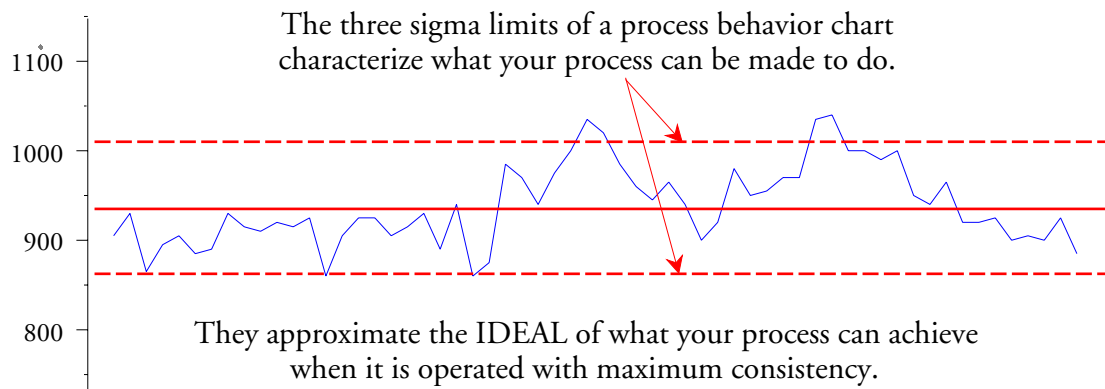 The three sigma limits of a process behavior chart
characterize what your process can be made to do.
1100
1000
900
800
They approximate the IDEAL of what your process can achieve
when it is operated with maximum consistency.